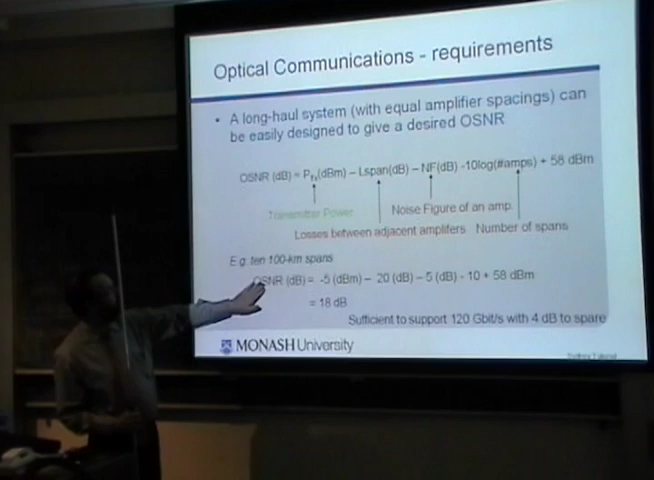 Optical Communications - requirements
• A long-haul system (with equal amplifier spacings) can
be easily designed to give a desired OSNR
OSNR (dB) = PTx(dBm) – Lspan(dB) – NF(dB) -10log(#amps) + 58 dBm
Transmitter Power
Noise Figure of an amp.
Losses between adjacent amplifers Number of spans
E.g. ten 100-km spans
OSNR (dB) = -5 (dBm) – 20 (dB) – 5 (dB) - 10 + 58 dBm
= 18 dB
Sufficient to support 120 Gbit/s with 4 dB to spare
MONASH University